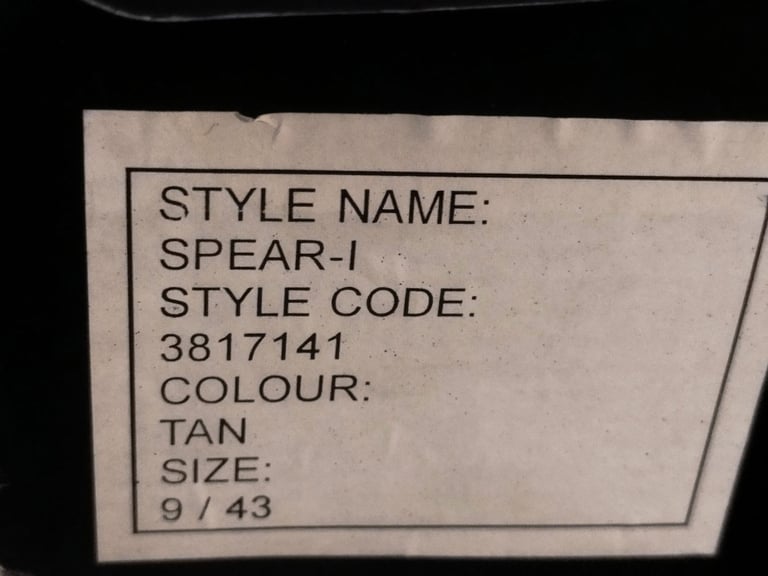 STYLE NAME:
SPEAR-I
STYLE CODE:
3817141
COLOUR:
TAN
SIZE:
9 / 43